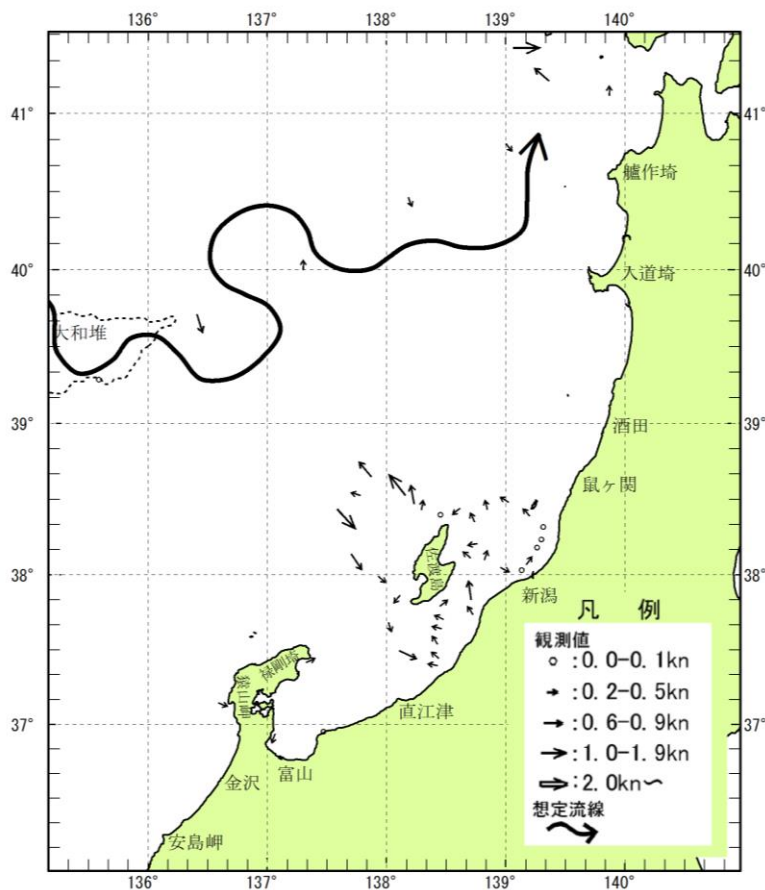 136° 137° 138° 139° 140°
41° 41°
艫作埼
入道埼
40° 40°
大和堆
39° 39°
酒田
鼠ヶ関
佐渡島
38° 38°
新潟
凡 例
観測値
:0.0-0.1kn
:0.2-0.5kn
:0.6-0.9kn
:1.0-1.9kn
:2.0kn〜
想定流線
禄剛埼
猿山岬
37° 37°
直江津
富山
金沢
安島岬
136° 137° 138° 139° 140°